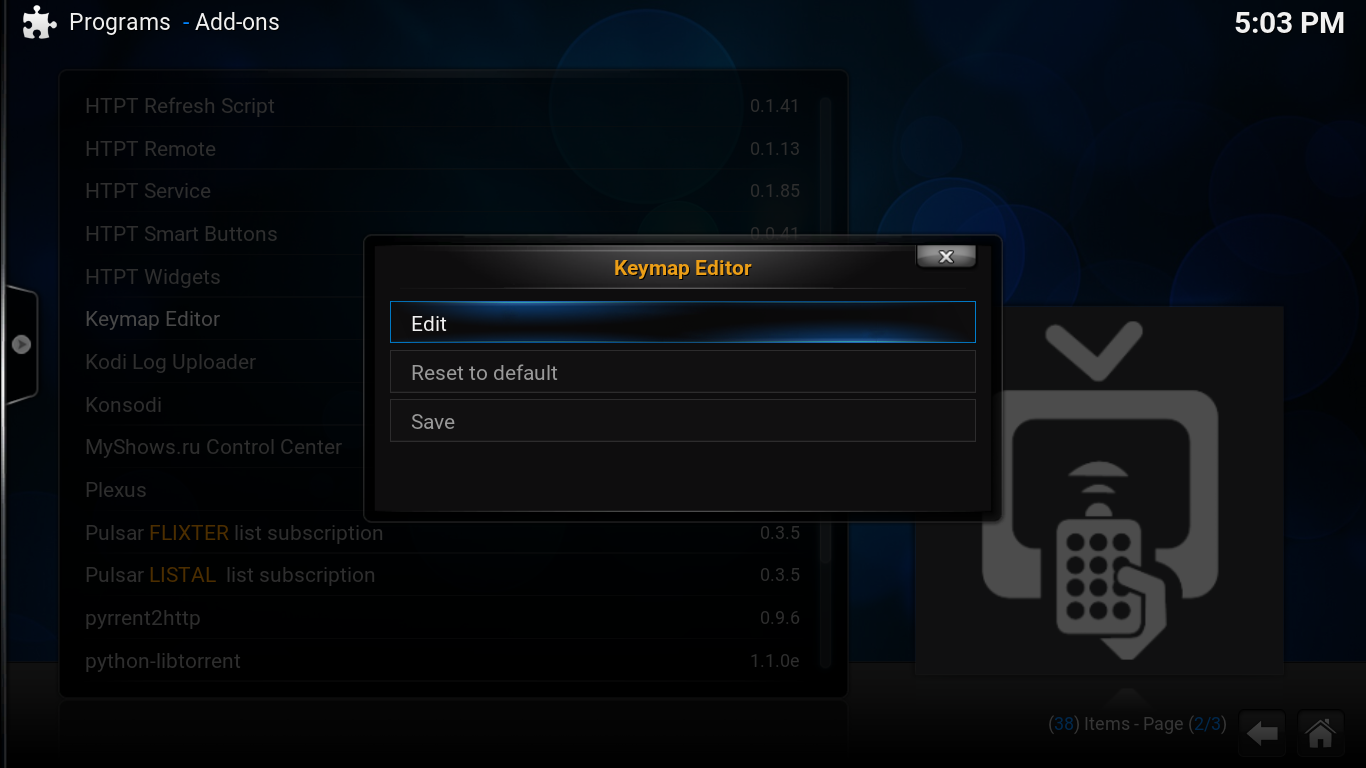 Programs - Add-ons
5:03 PM
HTPT Refresh Script 0.1.41
HTPT Remote 0.1.13
HTPT Service 0.1.85
HTPT Smart Buttons 0.0.41
HTPT Widgets
Keymap Editor
Kodi Log Uploader
Konsodi
MyShows.ru Control Center
Plexus
Pulsar FLIXTER list subscription 0.3.5
Pulsar LISTAL list subscription 0.3.5
pyrrent2http 0.9.6
python-libtorrent 1.1.0e
Keymap Editor
Edit
Reset to default
Save
(38) Items - Page (2/3)